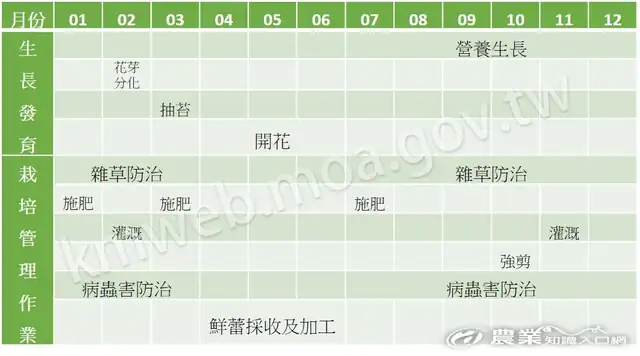 月份 01 02 03 04 05 06 07 08 09 10 11 12
生長發育
營養生長
花芽
分化
抽苔
開花
栽培管理作業
雜草防治 雜草防治
施肥 施肥 施肥
灌溉 灌溉
強剪
病蟲害防治 病蟲害防治
鮮蕾採收及加工
kmweb.moa.gov.tw
農業知識入口網